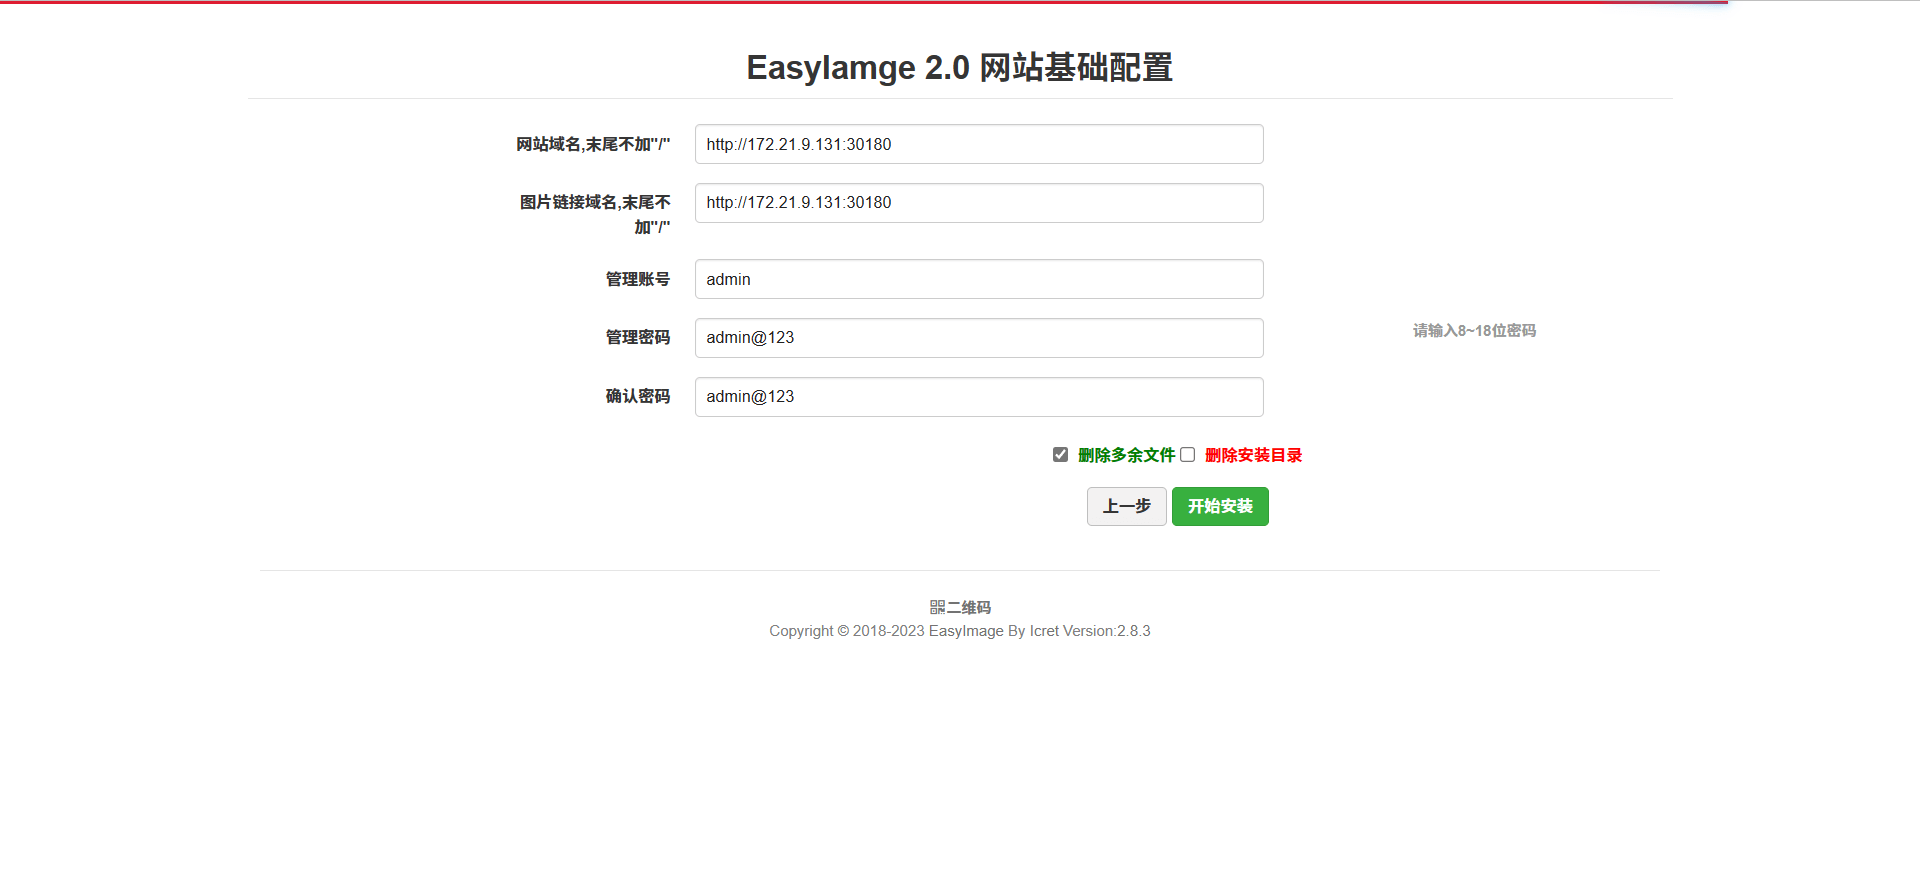 EasyIamge 2.0 网站基础配置
网站域名,末尾不加"/"
http://172.21.9.131:30180
图片链接域名,末尾不
加"/"
http://172.21.9.131:30180
管理账号
admin
管理密码
admin@123
请输入8~18位密码
确认密码
admin@123
删除多余文件 删除安装目录
上一步 开始安装
二维码
Copyright © 2018-2023 EasyImage By Icret Version:2.8.3